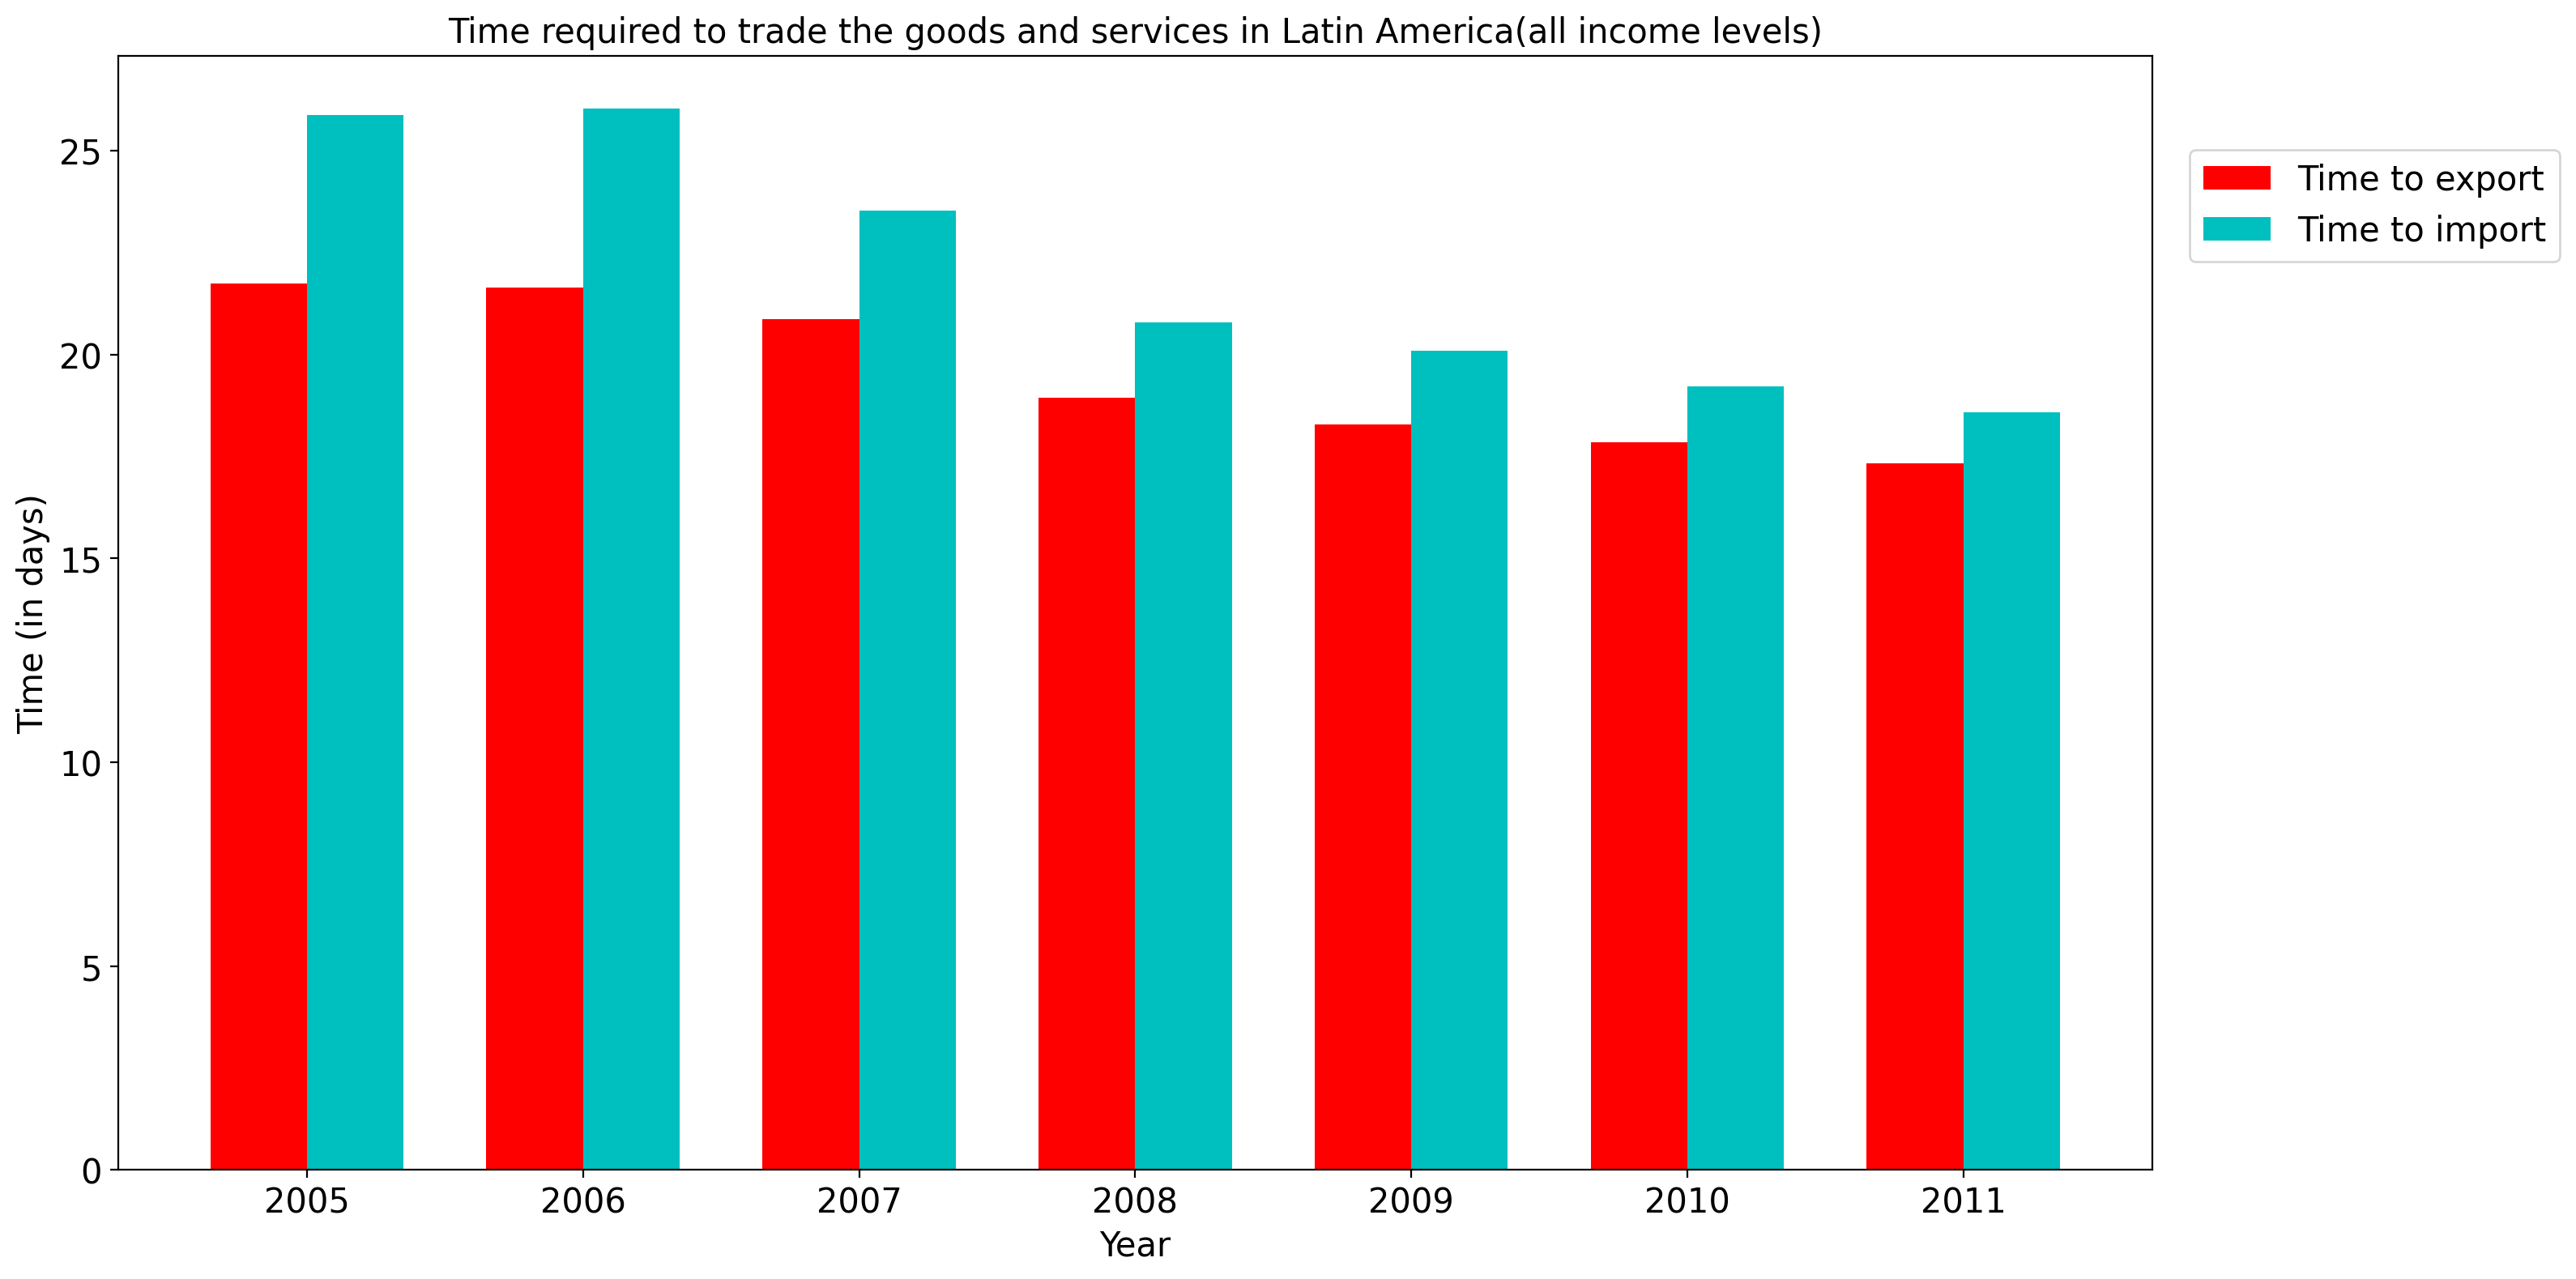 Time required to trade the goods and services in Latin America(all income levels)
25
20
15
10
5
0
Time (in days)
2005 2006 2007 2008 2009 2010 2011
Year
Time to export
Time to import